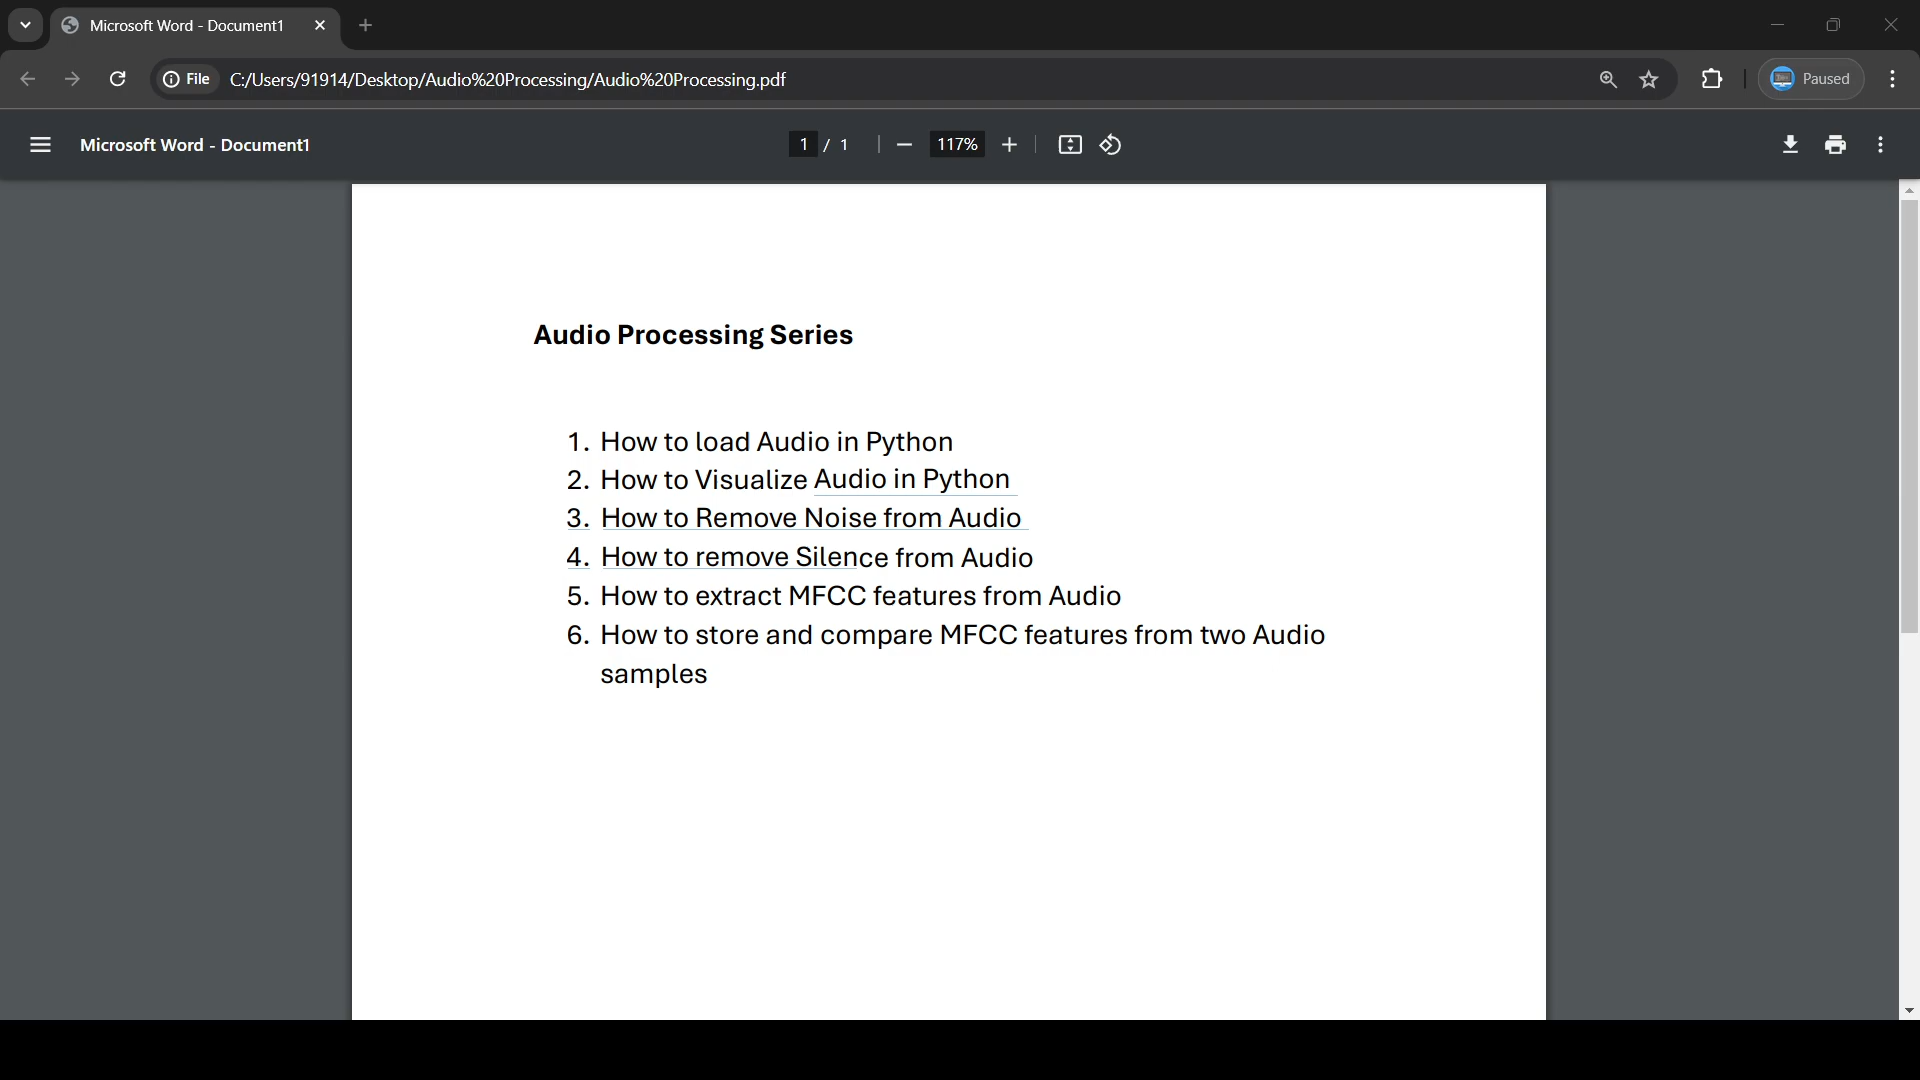 Microsoft Word - Document1
File C:/Users/91914/Desktop/Audio%20Processing/Audio%20Processing.pdf Paused
Microsoft Word - Document1 1 / 1 117%
Audio Processing Series
1. How to load Audio in Python
2. How to Visualize Audio in Python
3. How to Remove Noise from Audio
4. How to remove Silence from Audio
5. How to extract MFCC features from Audio
6. How to store and compare MFCC features from two Audio
samples